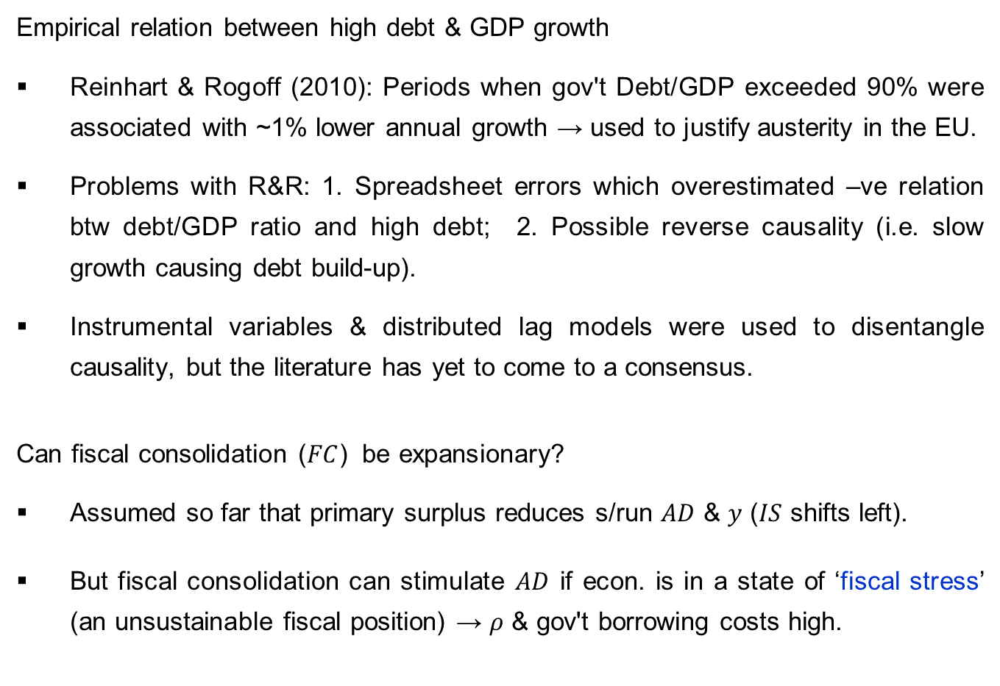 Empirical relation between high debt & GDP growth
▪ Reinhart & Rogoff (2010): Periods when gov't Debt/GDP exceeded 90% were
associated with ~1% lower annual growth → used to justify austerity in the EU.
▪ Problems with R&R: 1. Spreadsheet errors which overestimated –ve relation
btw debt/GDP ratio and high debt; 2. Possible reverse causality (i.e. slow
growth causing debt build-up).
▪ Instrumental variables & distributed lag models were used to disentangle
causality, but the literature has yet to come to a consensus.
Can fiscal consolidation (𝐹𝐶) be expansionary?
▪ Assumed so far that primary surplus reduces s/run 𝐴𝐷 & 𝑦 (𝐼𝑆 shifts left).
▪ But fiscal consolidation can stimulate 𝐴𝐷 if econ. is in a state of ‘fiscal stress’
(an unsustainable fiscal position) → 𝜌 & gov't borrowing costs high.